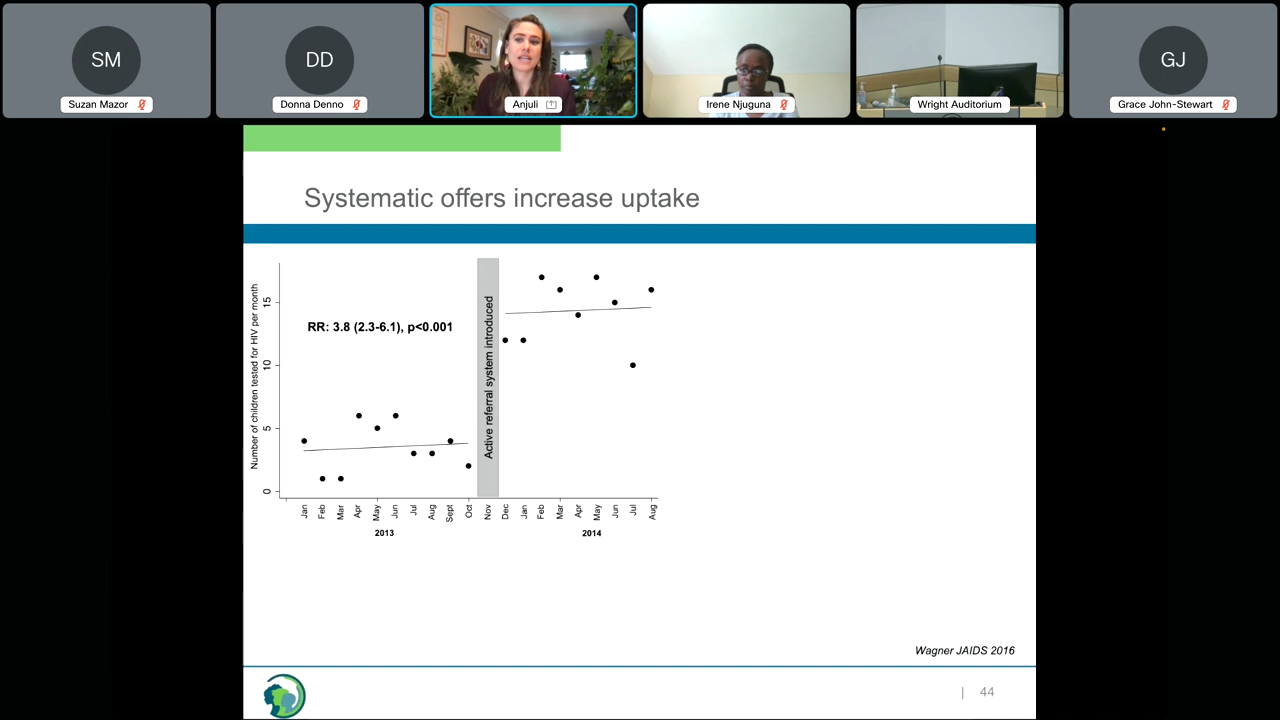 SM
DD
GJ
Suzan Mazor
Donna Denno
Anjuli
Irene Njuguna
Wright Auditorium
Grace John-Stewart
Systematic offers increase uptake
Number of children tested for HIV per month
15
10
5
0
RR: 3.8 (2.3-6.1), p<0.001
Active referral system introduced
Jan
Feb
Mar
Apr
May
Jun
Jul
Aug
Sept
Oct
Nov
Dec
Jan
Feb
Mar
Apr
May
Jun
Jul
Aug
2013
2014
Wagner JAIDS 2016
| 44